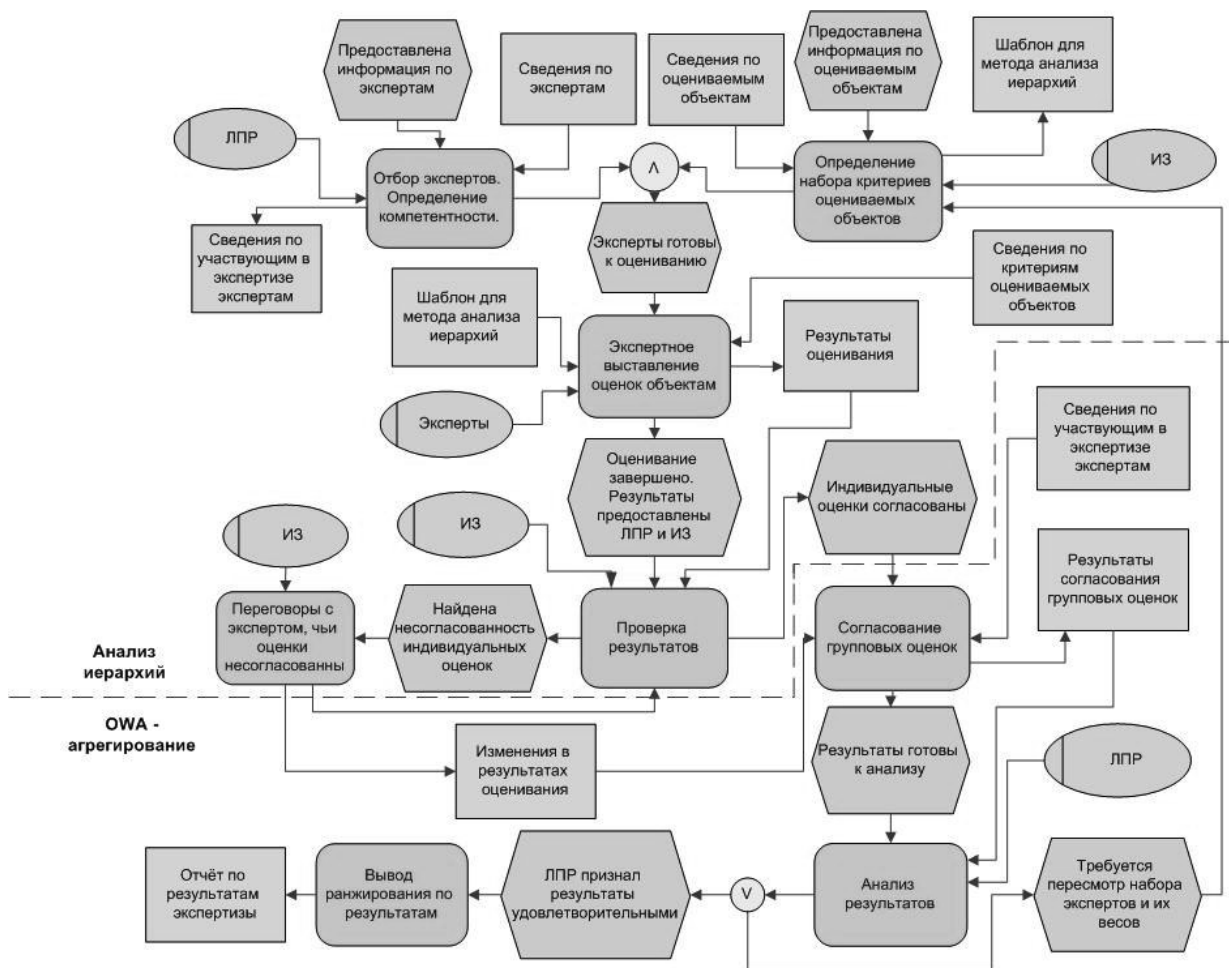 Предоставлена
информация по
экспертам
Сведения по
экспертам
Сведения по
оцениваемым
объектам
Предоставлена
информация по
оцениваемым
объектам
Шаблон для
метода анализа
иерархий
ЛПР
Отбор экспертов.
Определение
компетентности.
Λ
Определение
набора критериев
оцениваемых
объектов
ИЗ
Сведения по
участвующим в
экспертизе
экспертам
Эксперты готовы
к оцениванию
Сведения по
критериям
оцениваемых
объектов
Шаблон для
метода анализа
иерархий
Экспертное
выставление
оценок объектам
Результаты
оценивания
Эксперты
Сведения по
участвующим в
экспертизе
экспертам
Оценивание
завершено.
Результаты
предоставлены
ЛПР и ИЗ
Индивидуальные
оценки согласованы
ИЗ
ИЗ
Результаты
согласования
групповых оценок
Переговоры с
экспертом, чьи
оценки
несогласованны
Найдена
несогласованность
индивидуальных
оценок
Проверка
результатов
Согласование
групповых оценок
Анализ
иерархий
OWA -
агрегирование
Изменения в
результатах
оценивания
Результаты готовы
к анализу
ЛПР
Отчёт по
результатам
экспертизы
Вывод
ранжирования по
результатам
ЛПР признал
результаты
удовлетворительными
V
Анализ
результатов
Требуется
пересмотр набора
экспертов и их
весов